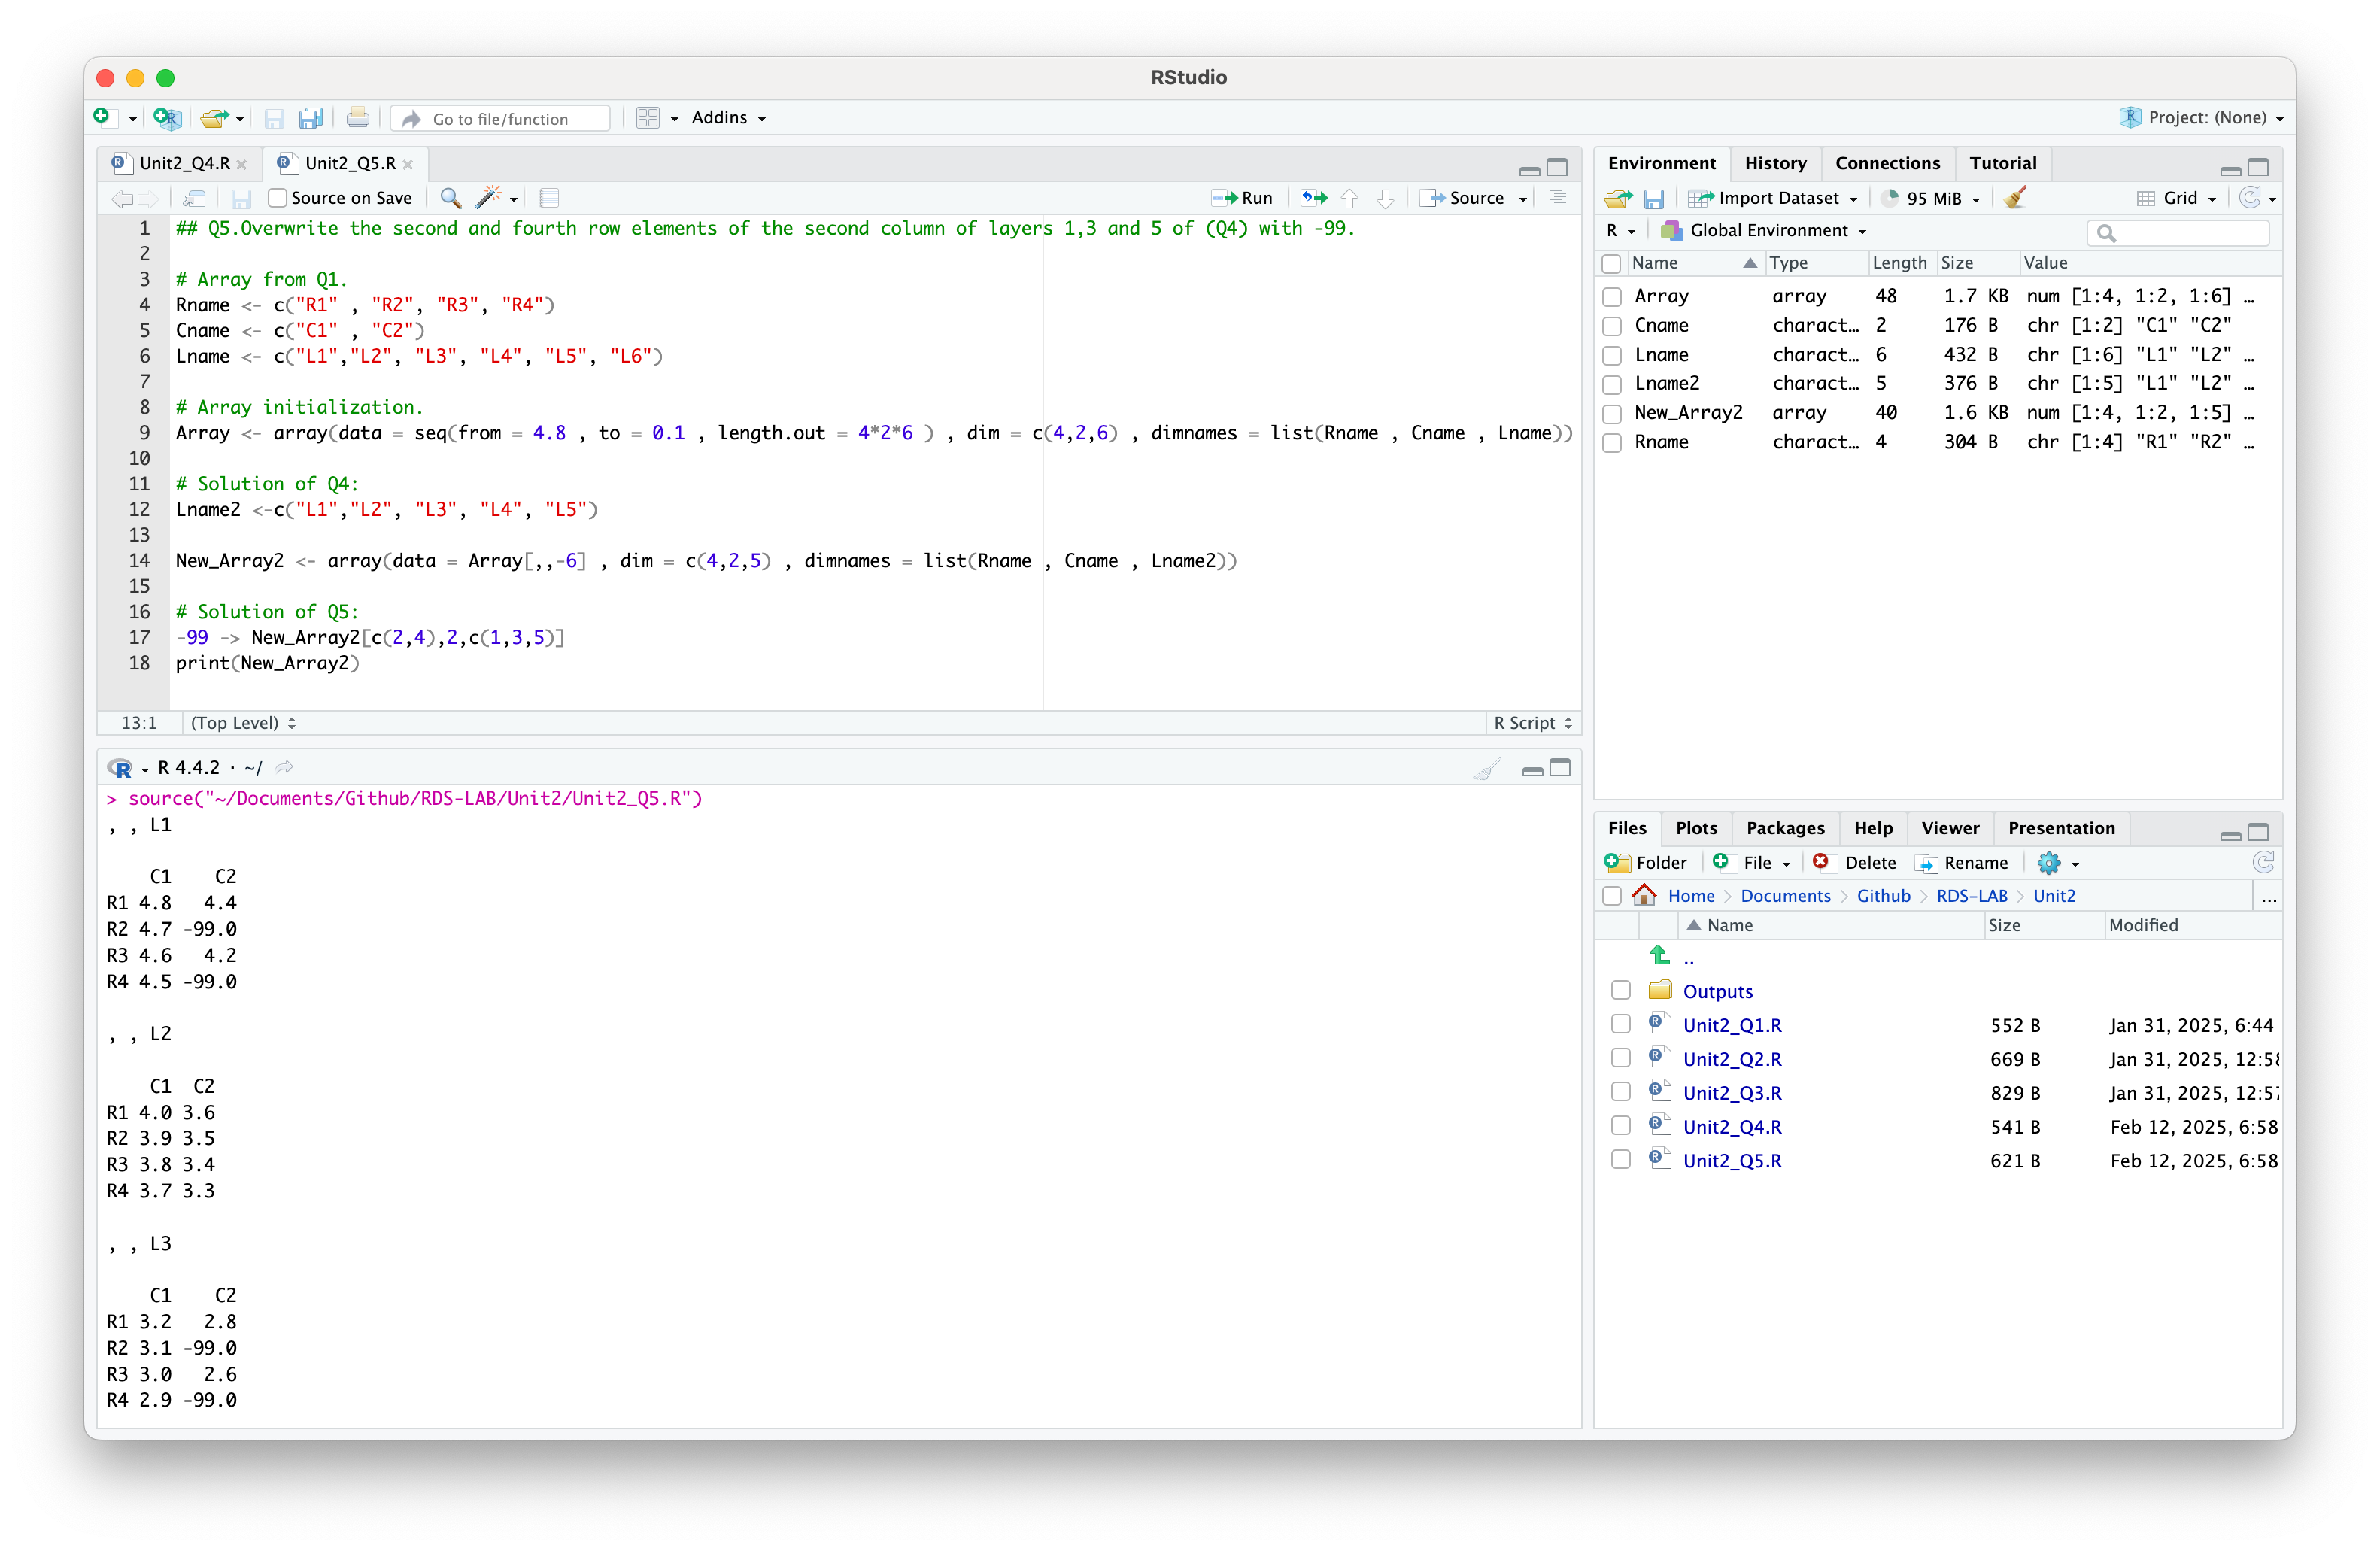 RStudio
Go to file/function
Addins
Project: (None)
Unit2_Q4.R
Unit2_Q5.R
Source on Save
Run
Source
1 ## Q5.Overwrite the second and fourth row elements of the second column of layers 1,3 and 5 of (Q4) with -99.
2
3 # Array from Q1.
4 Rname <- c("R1" , "R2", "R3", "R4")
5 Cname <- c("C1" , "C2")
6 Lname <- c("L1","L2", "L3", "L4", "L5", "L6")
7
8 # Array initialization.
9 Array <- array(data = seq(from = 4.8 , to = 0.1 , length.out = 4*2*6 ) , dim = c(4,2,6) , dimnames = list(Rname , Cname , Lname))
10
11 # Solution of Q4:
12 Lname2 <-c("L1","L2", "L3", "L4", "L5")
13
14 New_Array2 <- array(data = Array[,,-6] , dim = c(4,2,5) , dimnames = list(Rname , Cname , Lname2))
15
16 # Solution of Q5:
17 -99 -> New_Array2[c(2,4),2,c(1,3,5)]
18 print(New_Array2)
13:1 (Top Level) R Script
R 4.4.2 · ~/
> source("~/Documents/Github/RDS-LAB/Unit2/Unit2_Q5.R")
, , L1
C1 C2
R1 4.8 4.4
R2 4.7 -99.0
R3 4.6 4.2
R4 4.5 -99.0
, , L2
C1 C2
R1 4.0 3.6
R2 3.9 3.5
R3 3.8 3.4
R4 3.7 3.3
, , L3
C1 C2
R1 3.2 2.8
R2 3.1 -99.0
R3 3.0 2.6
R4 2.9 -99.0
Environment History Connections Tutorial
Import Dataset 95 MiB Grid
R Global Environment
Name Type Length Size Value
Array array 48 1.7 KB num [1:4, 1:2, 1:6] …
Cname charact… 2 176 B chr [1:2] "C1" "C2"
Lname charact… 6 432 B chr [1:6] "L1" "L2" …
Lname2 charact… 5 376 B chr [1:5] "L1" "L2" …
New_Array2 array 40 1.6 KB num [1:4, 1:2, 1:5] …
Rname charact… 4 304 B chr [1:4] "R1" "R2" …
Files Plots Packages Help Viewer Presentation
Folder File Delete Rename
Home Documents Github RDS-LAB Unit2 ...
Name Size Modified
..
Outputs
Unit2_Q1.R 552 B Jan 31, 2025, 6:44
Unit2_Q2.R 669 B Jan 31, 2025, 12:58
Unit2_Q3.R 829 B Jan 31, 2025, 12:57
Unit2_Q4.R 541 B Feb 12, 2025, 6:58
Unit2_Q5.R 621 B Feb 12, 2025, 6:58